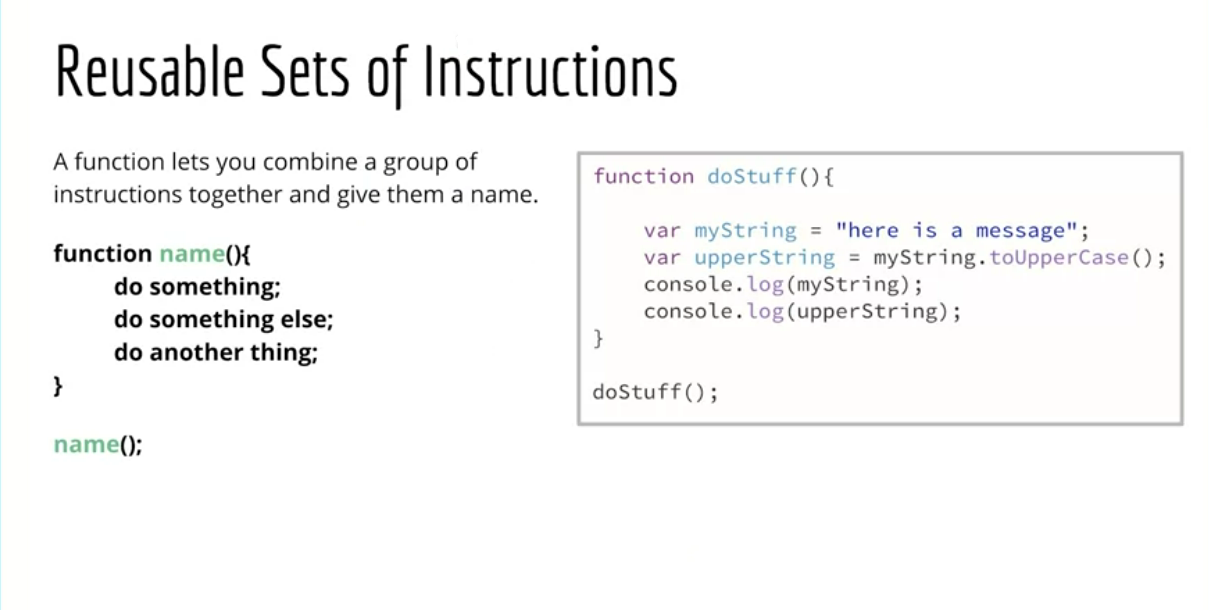 Reusable Sets of Instructions
A function lets you combine a group of
instructions together and give them a name.
function name(){
do something;
do something else;
do another thing;
}
name();
function doStuff(){
var myString = "here is a message";
var upperString = myString.toUpperCase();
console.log(myString);
console.log(upperString);
}
doStuff();